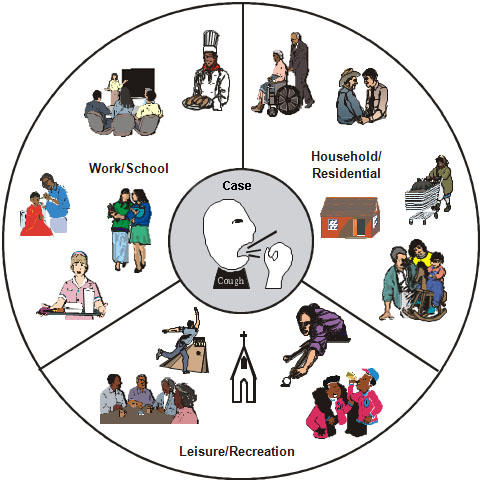 Work/School
Household/
Residential
Case
Cough
Leisure/Recreation